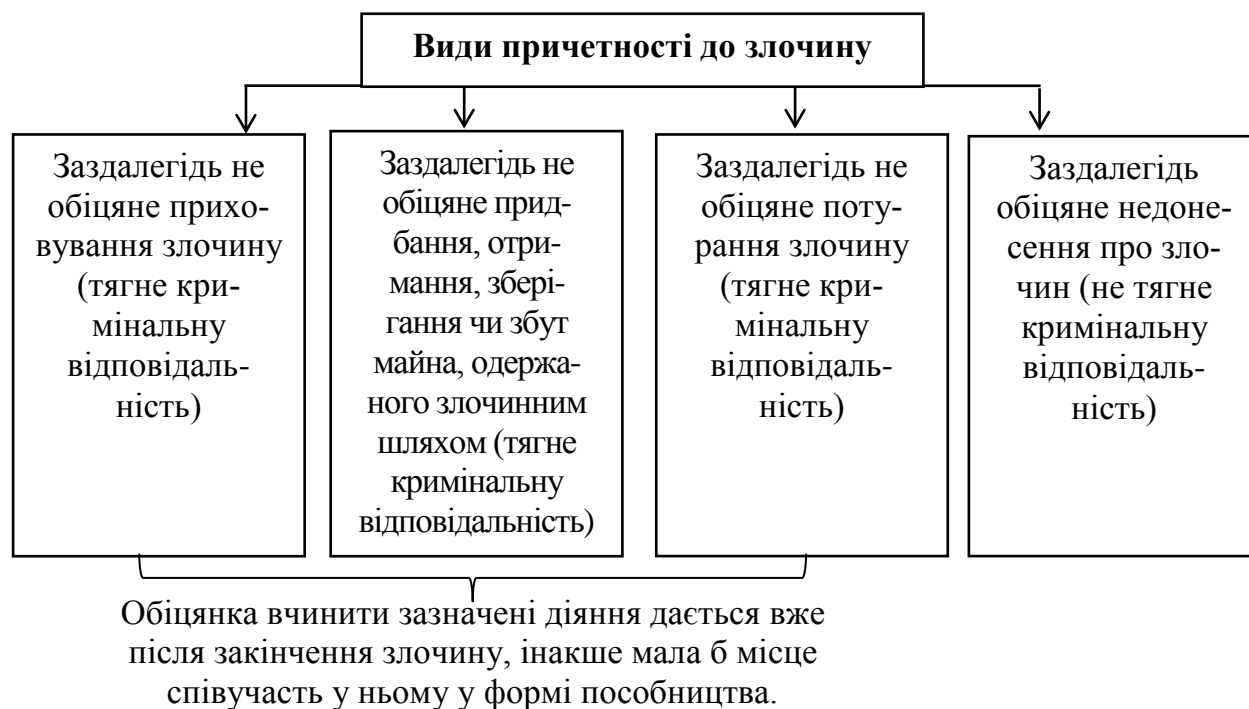 Види причетності до злочину
Заздалегідь не
обіцяне прихо-
вування злочину
(тягне кри-
мінальну
відповідаль-
ність)
Заздалегідь не
обіцяне прид-
бання, отри-
мання, збері-
гання чи збут
майна, одержа-
ного злочинним
шляхом (тягне
кримінальну
відповідальність)
Заздалегідь не
обіцяне поту-
рання злочину
(тягне кри-
мінальну
відповідаль-
ність)
Заздалегідь
обіцяне недоне-
сення про зло-
чин (не тягне
кримінальну
відповідаль-
ність)
Обіцянка вчинити зазначені діяння дається вже
після закінчення злочину, інакше мала б місце
співучасть у ньому у формі пособництва.